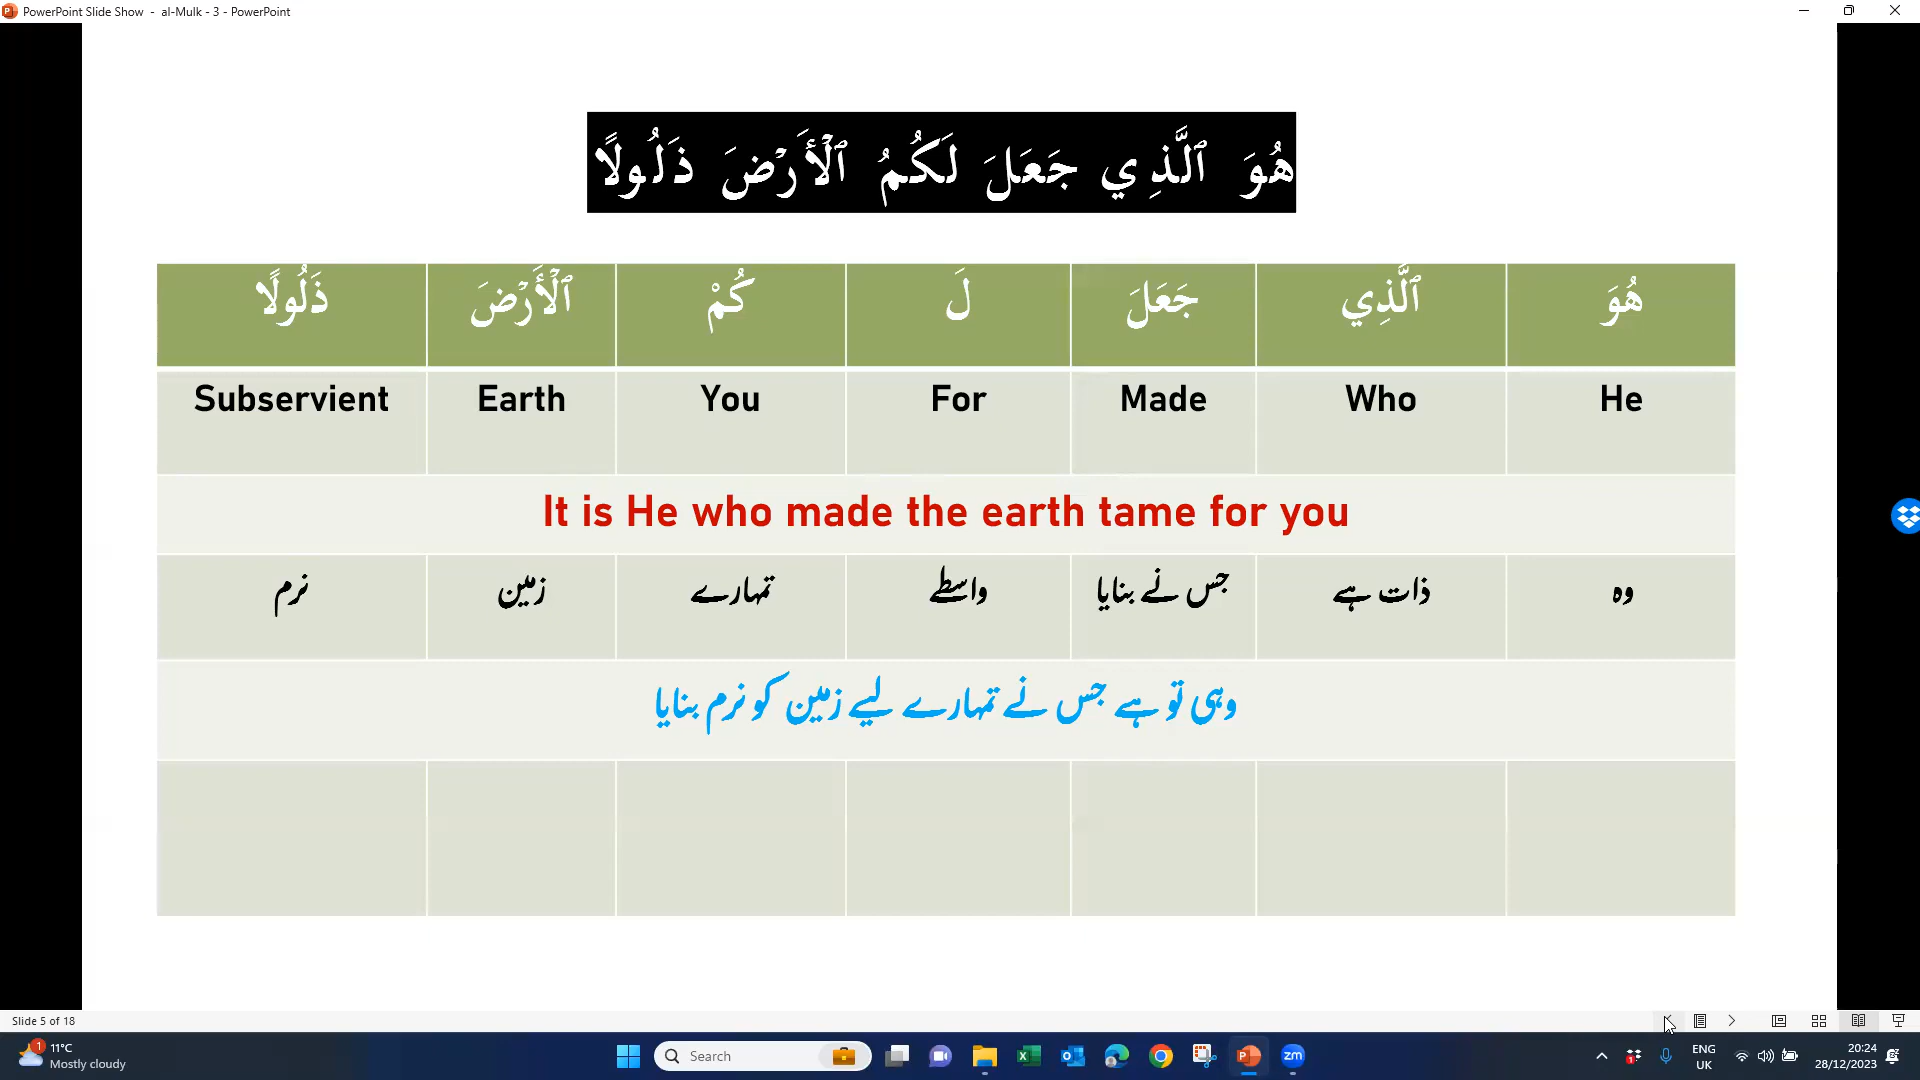 PowerPoint Slide Show - al-Mulk - 3 - PowerPoint
هُوَ ٱلَّذِي جَعَلَ لَكُمُ ٱلْأَرْضَ ذَلُولًا
هُوَ ٱلَّذِي جَعَلَ لَ كُمْ ٱلْأَرْضَ ذَلُولًا
Subservient Earth You For Made Who He
It is He who made the earth tame for you
وہ ذات ہے جس نے بنایا واسطے تمہارے زمین نرم
وہی تو ہے جس نے تمہارے لیے زمین کو نرم بنایا
Slide 5 of 18
1
11°C
Mostly cloudy
Search
zm
1
ENG
UK
20:24
28/12/2023